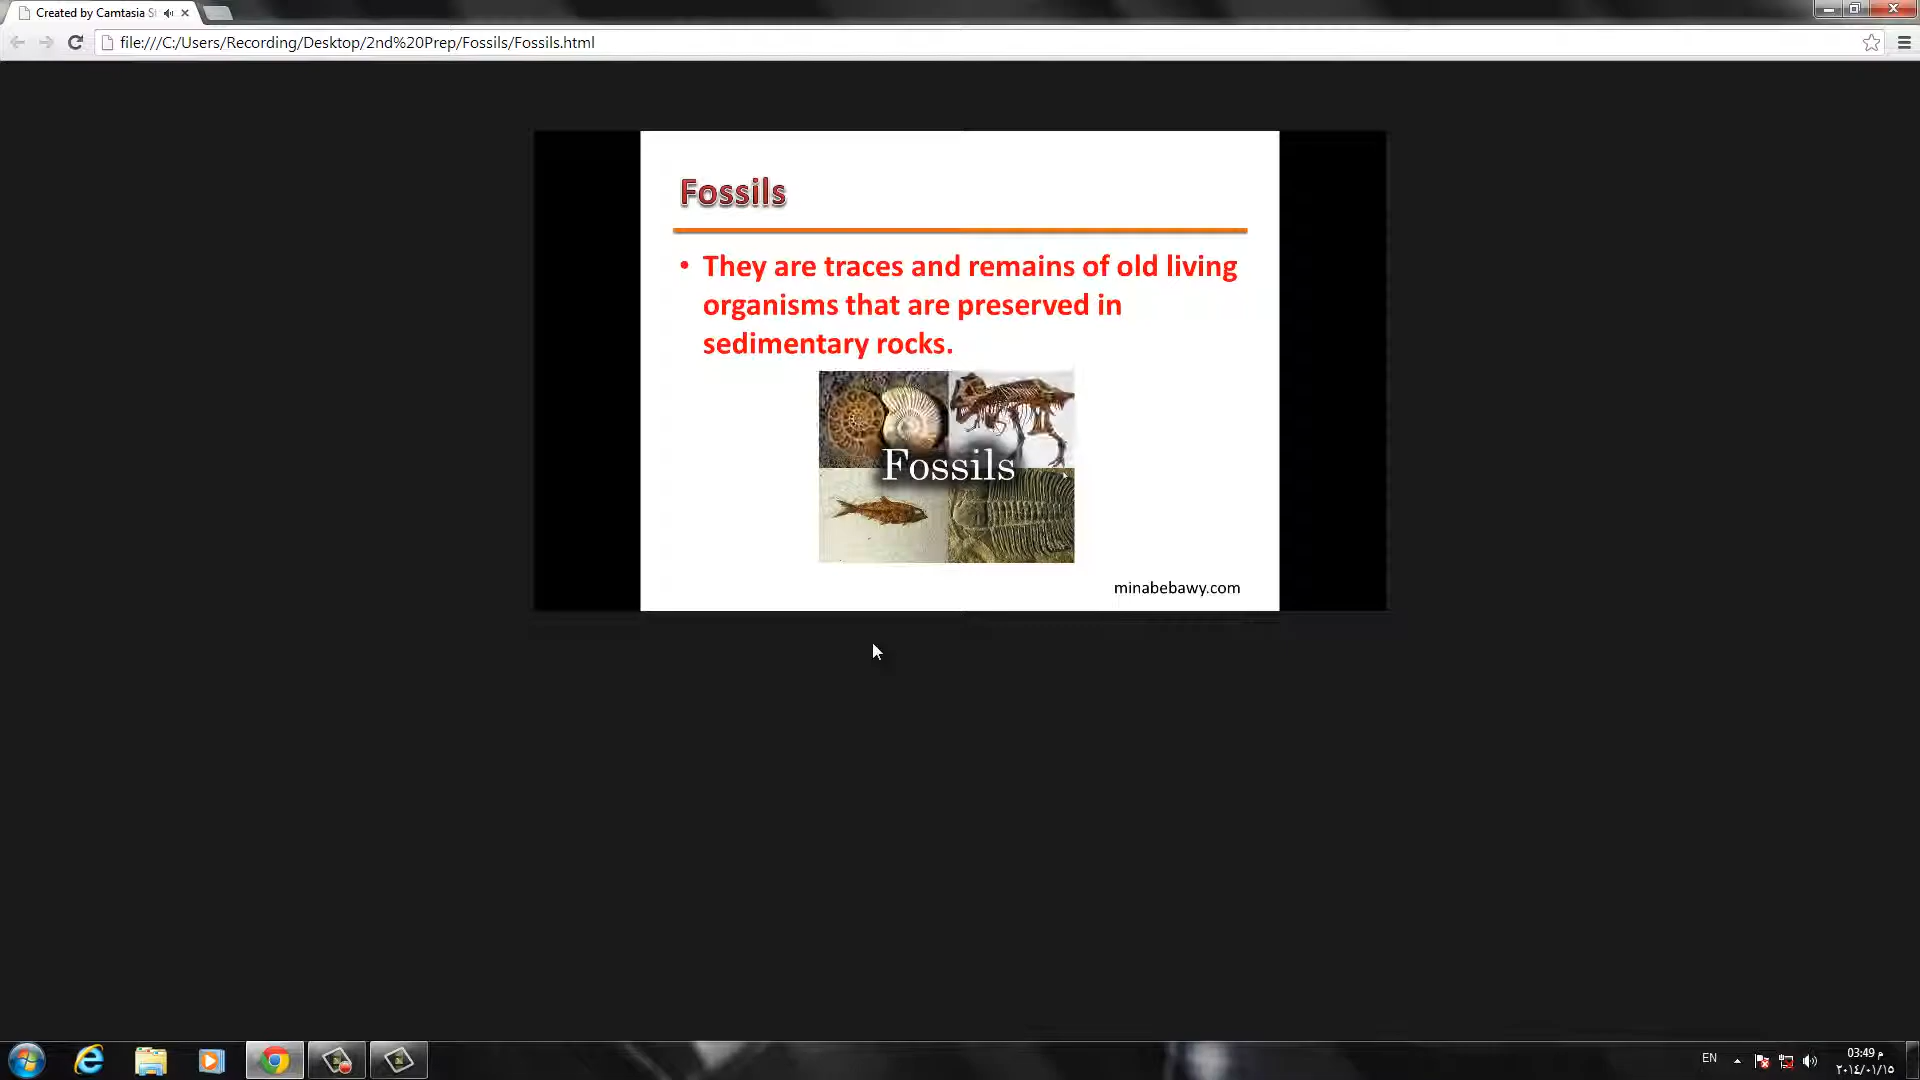 Created by Camtasia S
file:///C:/Users/Recording/Desktop/2nd%20Prep/Fossils/Fossils.html
Fossils
• They are traces and remains of old living
organisms that are preserved in
sedimentary rocks.
Fossils
minabebawy.com
EN
03:49 م
٢٠١٤/٠١/١٥